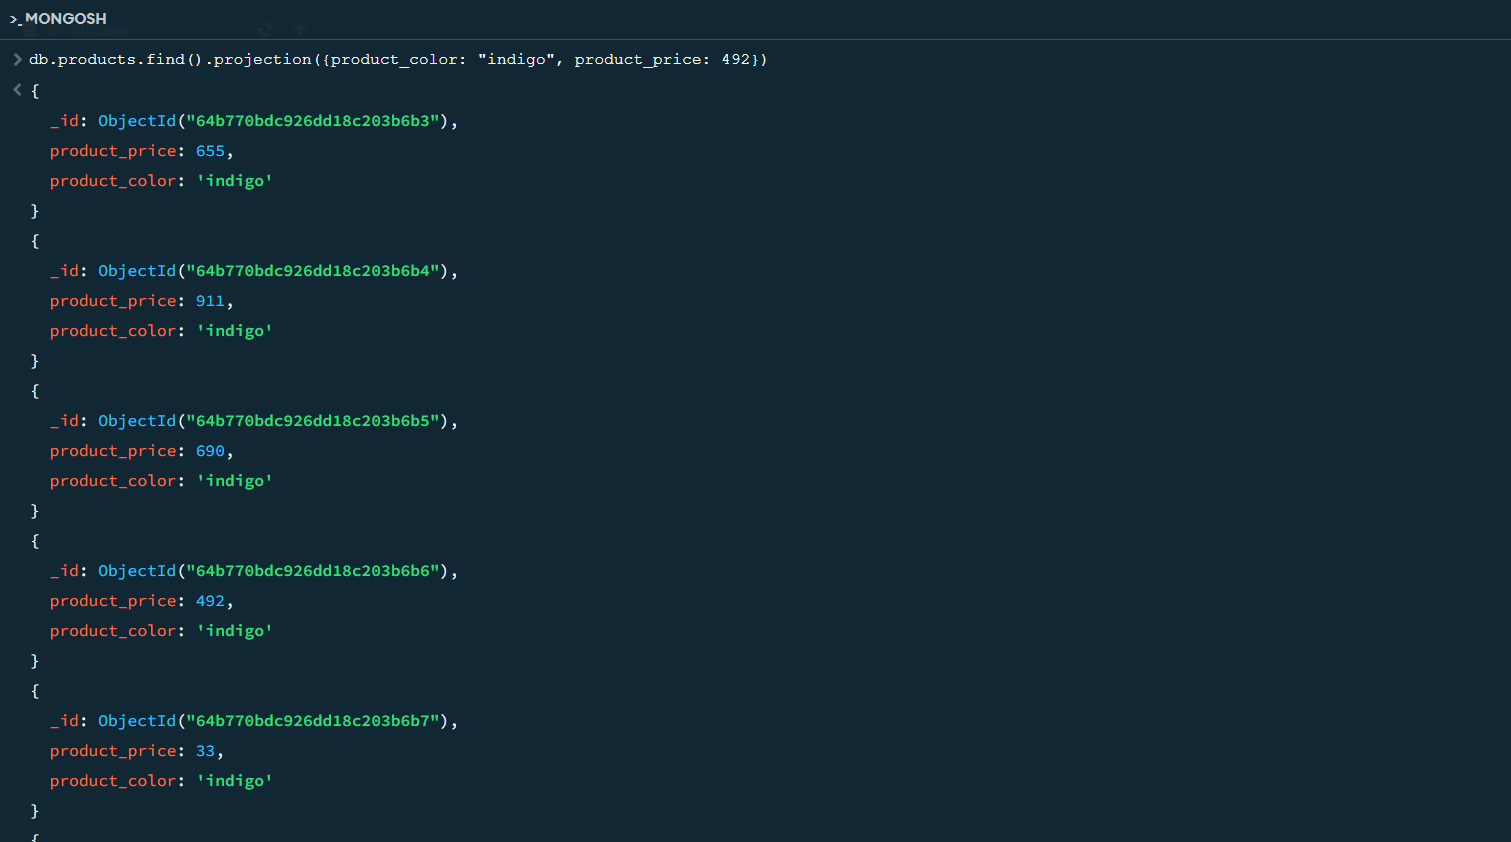 >_MONGOSH
> db.products.find().projection({product_color: "indigo", product_price: 492})
< {
_id: ObjectId("64b770bdc926dd18c203b6b3"),
product_price: 655,
product_color: 'indigo'
}
{
_id: ObjectId("64b770bdc926dd18c203b6b4"),
product_price: 911,
product_color: 'indigo'
}
{
_id: ObjectId("64b770bdc926dd18c203b6b5"),
product_price: 690,
product_color: 'indigo'
}
{
_id: ObjectId("64b770bdc926dd18c203b6b6"),
product_price: 492,
product_color: 'indigo'
}
{
_id: ObjectId("64b770bdc926dd18c203b6b7"),
product_price: 33,
product_color: 'indigo'
}
{